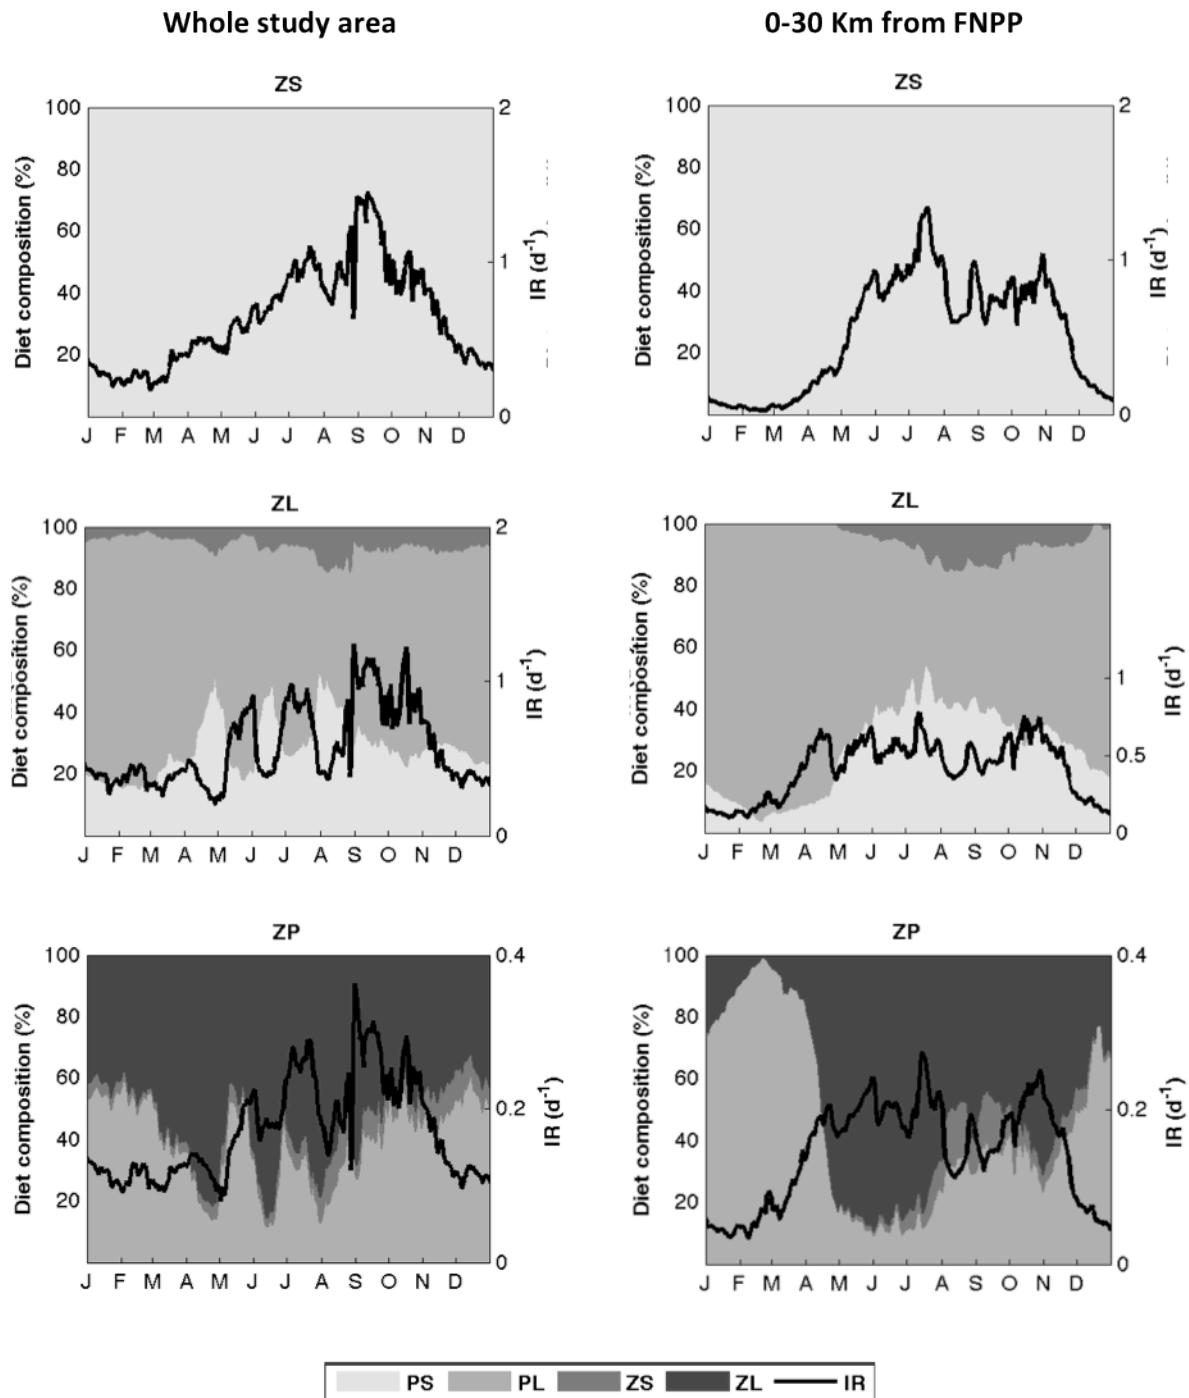 Whole study area
0-30 Km from FNPP
ZS
100
80
60
40
20
Diet composition (%)
2
1
0
IR (d-1)
J F M A M J J A S O N D
ZS
100
80
60
40
20
Diet composition (%)
2
1
0
IR (d-1)
J F M A M J J A S O N D
ZL
100
80
60
40
20
Diet composition (%)
2
1
0
IR (d-1)
J F M A M J J A S O N D
ZL
100
80
60
40
20
Diet composition (%)
1
0.5
0
IR (d-1)
J F M A M J J A S O N D
ZP
100
80
60
40
20
Diet composition (%)
0.4
0.2
0
IR (d-1)
J F M A M J J A S O N D
ZP
100
80
60
40
20
Diet composition (%)
0.4
0.2
0
IR (d-1)
J F M A M J J A S O N D
PS PL ZS ZL IR